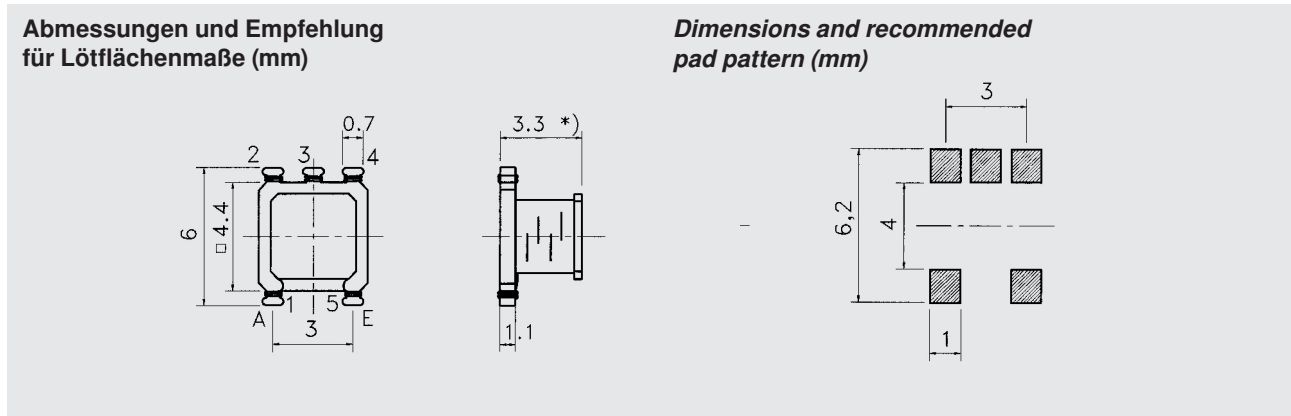 Abmessungen und Empfehlung
für Lötflächenmaße (mm)
Dimensions and recommended
pad pattern (mm)
0.7
2 3 4
6
□4.4
A 1 5 E
3
3.3 *)
1.1
3
6,2
4
1